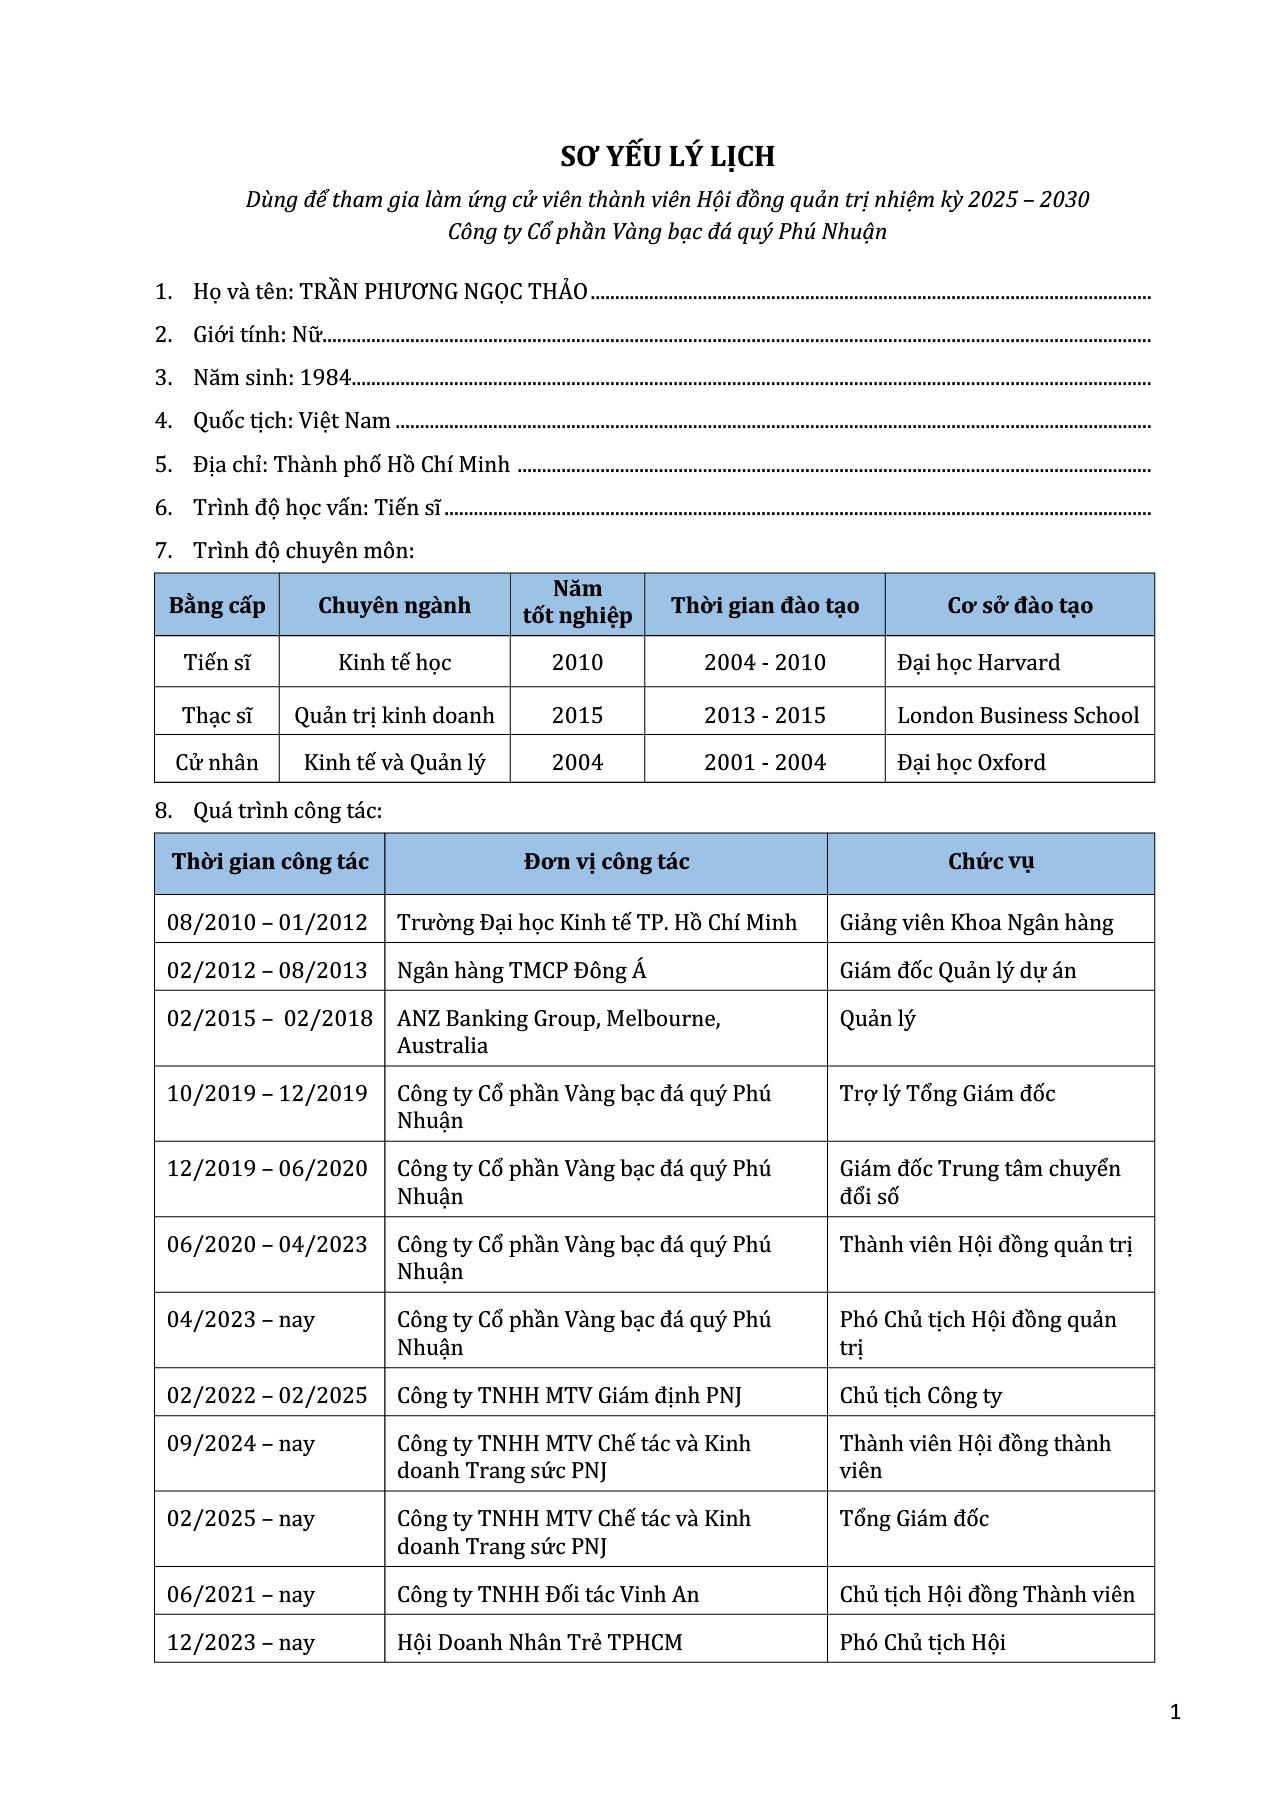 SƠ YẾU LÝ LỊCH
Dùng để tham gia làm ứng cử viên thành viên Hội đồng quản trị nhiệm kỳ 2025 – 2030
Công ty Cổ phần Vàng bạc đá quý Phú Nhuận
1. Họ và tên: TRẦN PHƯƠNG NGỌC THẢO
2. Giới tính: Nữ
3. Năm sinh: 1984
4. Quốc tịch: Việt Nam
5. Địa chỉ: Thành phố Hồ Chí Minh
6. Trình độ học vấn: Tiến sĩ
7. Trình độ chuyên môn:
Bằng cấp Chuyên ngành Năm tốt nghiệp Thời gian đào tạo Cơ sở đào tạo
Tiến sĩ Kinh tế học 2010 2004 - 2010 Đại học Harvard
Thạc sĩ Quản trị kinh doanh 2015 2013 - 2015 London Business School
Cử nhân Kinh tế và Quản lý 2004 2001 - 2004 Đại học Oxford
8. Quá trình công tác:
Thời gian công tác Đơn vị công tác Chức vụ
08/2010 – 01/2012 Trường Đại học Kinh tế TP. Hồ Chí Minh Giảng viên Khoa Ngân hàng
02/2012 – 08/2013 Ngân hàng TMCP Đông Á Giám đốc Quản lý dự án
02/2015 – 02/2018 ANZ Banking Group, Melbourne, Quản lý
Australia
10/2019 – 12/2019 Công ty Cổ phần Vàng bạc đá quý Phú Trợ lý Tổng Giám đốc
Nhuận
12/2019 – 06/2020 Công ty Cổ phần Vàng bạc đá quý Phú Giám đốc Trung tâm chuyển
Nhuận đổi số
06/2020 – 04/2023 Công ty Cổ phần Vàng bạc đá quý Phú Thành viên Hội đồng quản trị
Nhuận
04/2023 – nay Công ty Cổ phần Vàng bạc đá quý Phú Phó Chủ tịch Hội đồng quản
Nhuận trị
02/2022 – 02/2025 Công ty TNHH MTV Giám định PNJ Chủ tịch Công ty
09/2024 – nay Công ty TNHH MTV Chế tác và Kinh Thành viên Hội đồng thành
doanh Trang sức PNJ viên
02/2025 – nay Công ty TNHH MTV Chế tác và Kinh Tổng Giám đốc
doanh Trang sức PNJ
06/2021 – nay Công ty TNHH Đối tác Vinh An Chủ tịch Hội đồng Thành viên
12/2023 – nay Hội Doanh Nhân Trẻ TPHCM Phó Chủ tịch Hội
1